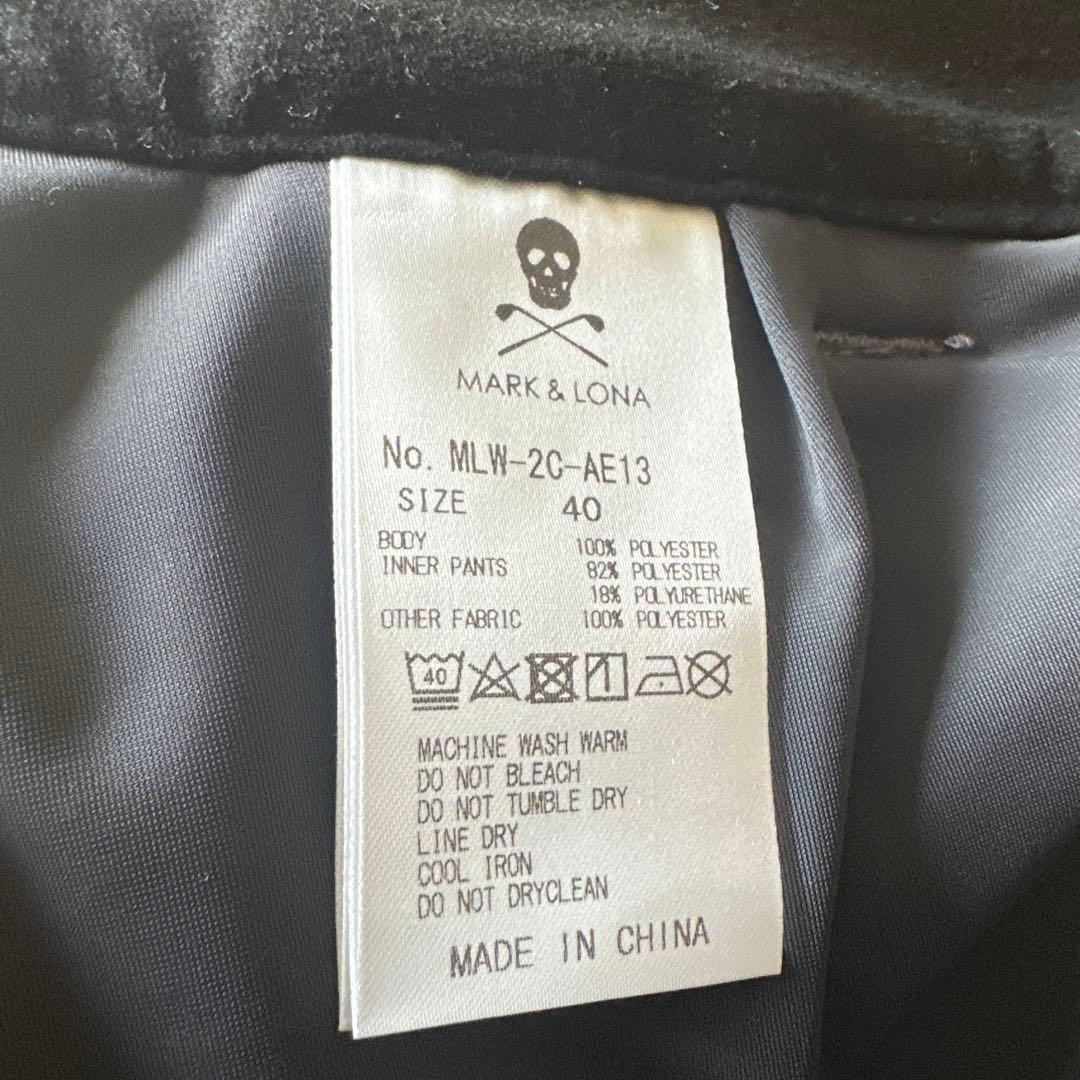 MARK & LONA
No. MLW-2C-AE13
SIZE 40
BODY 100% POLYESTER
INNER PANTS 82% POLYESTER
18% POLYURETHANE
OTHER FABRIC 100% POLYESTER
40
MACHINE WASH WARM
DO NOT BLEACH
DO NOT TUMBLE DRY
LINE DRY
COOL IRON
DO NOT DRYCLEAN
MADE IN CHINA